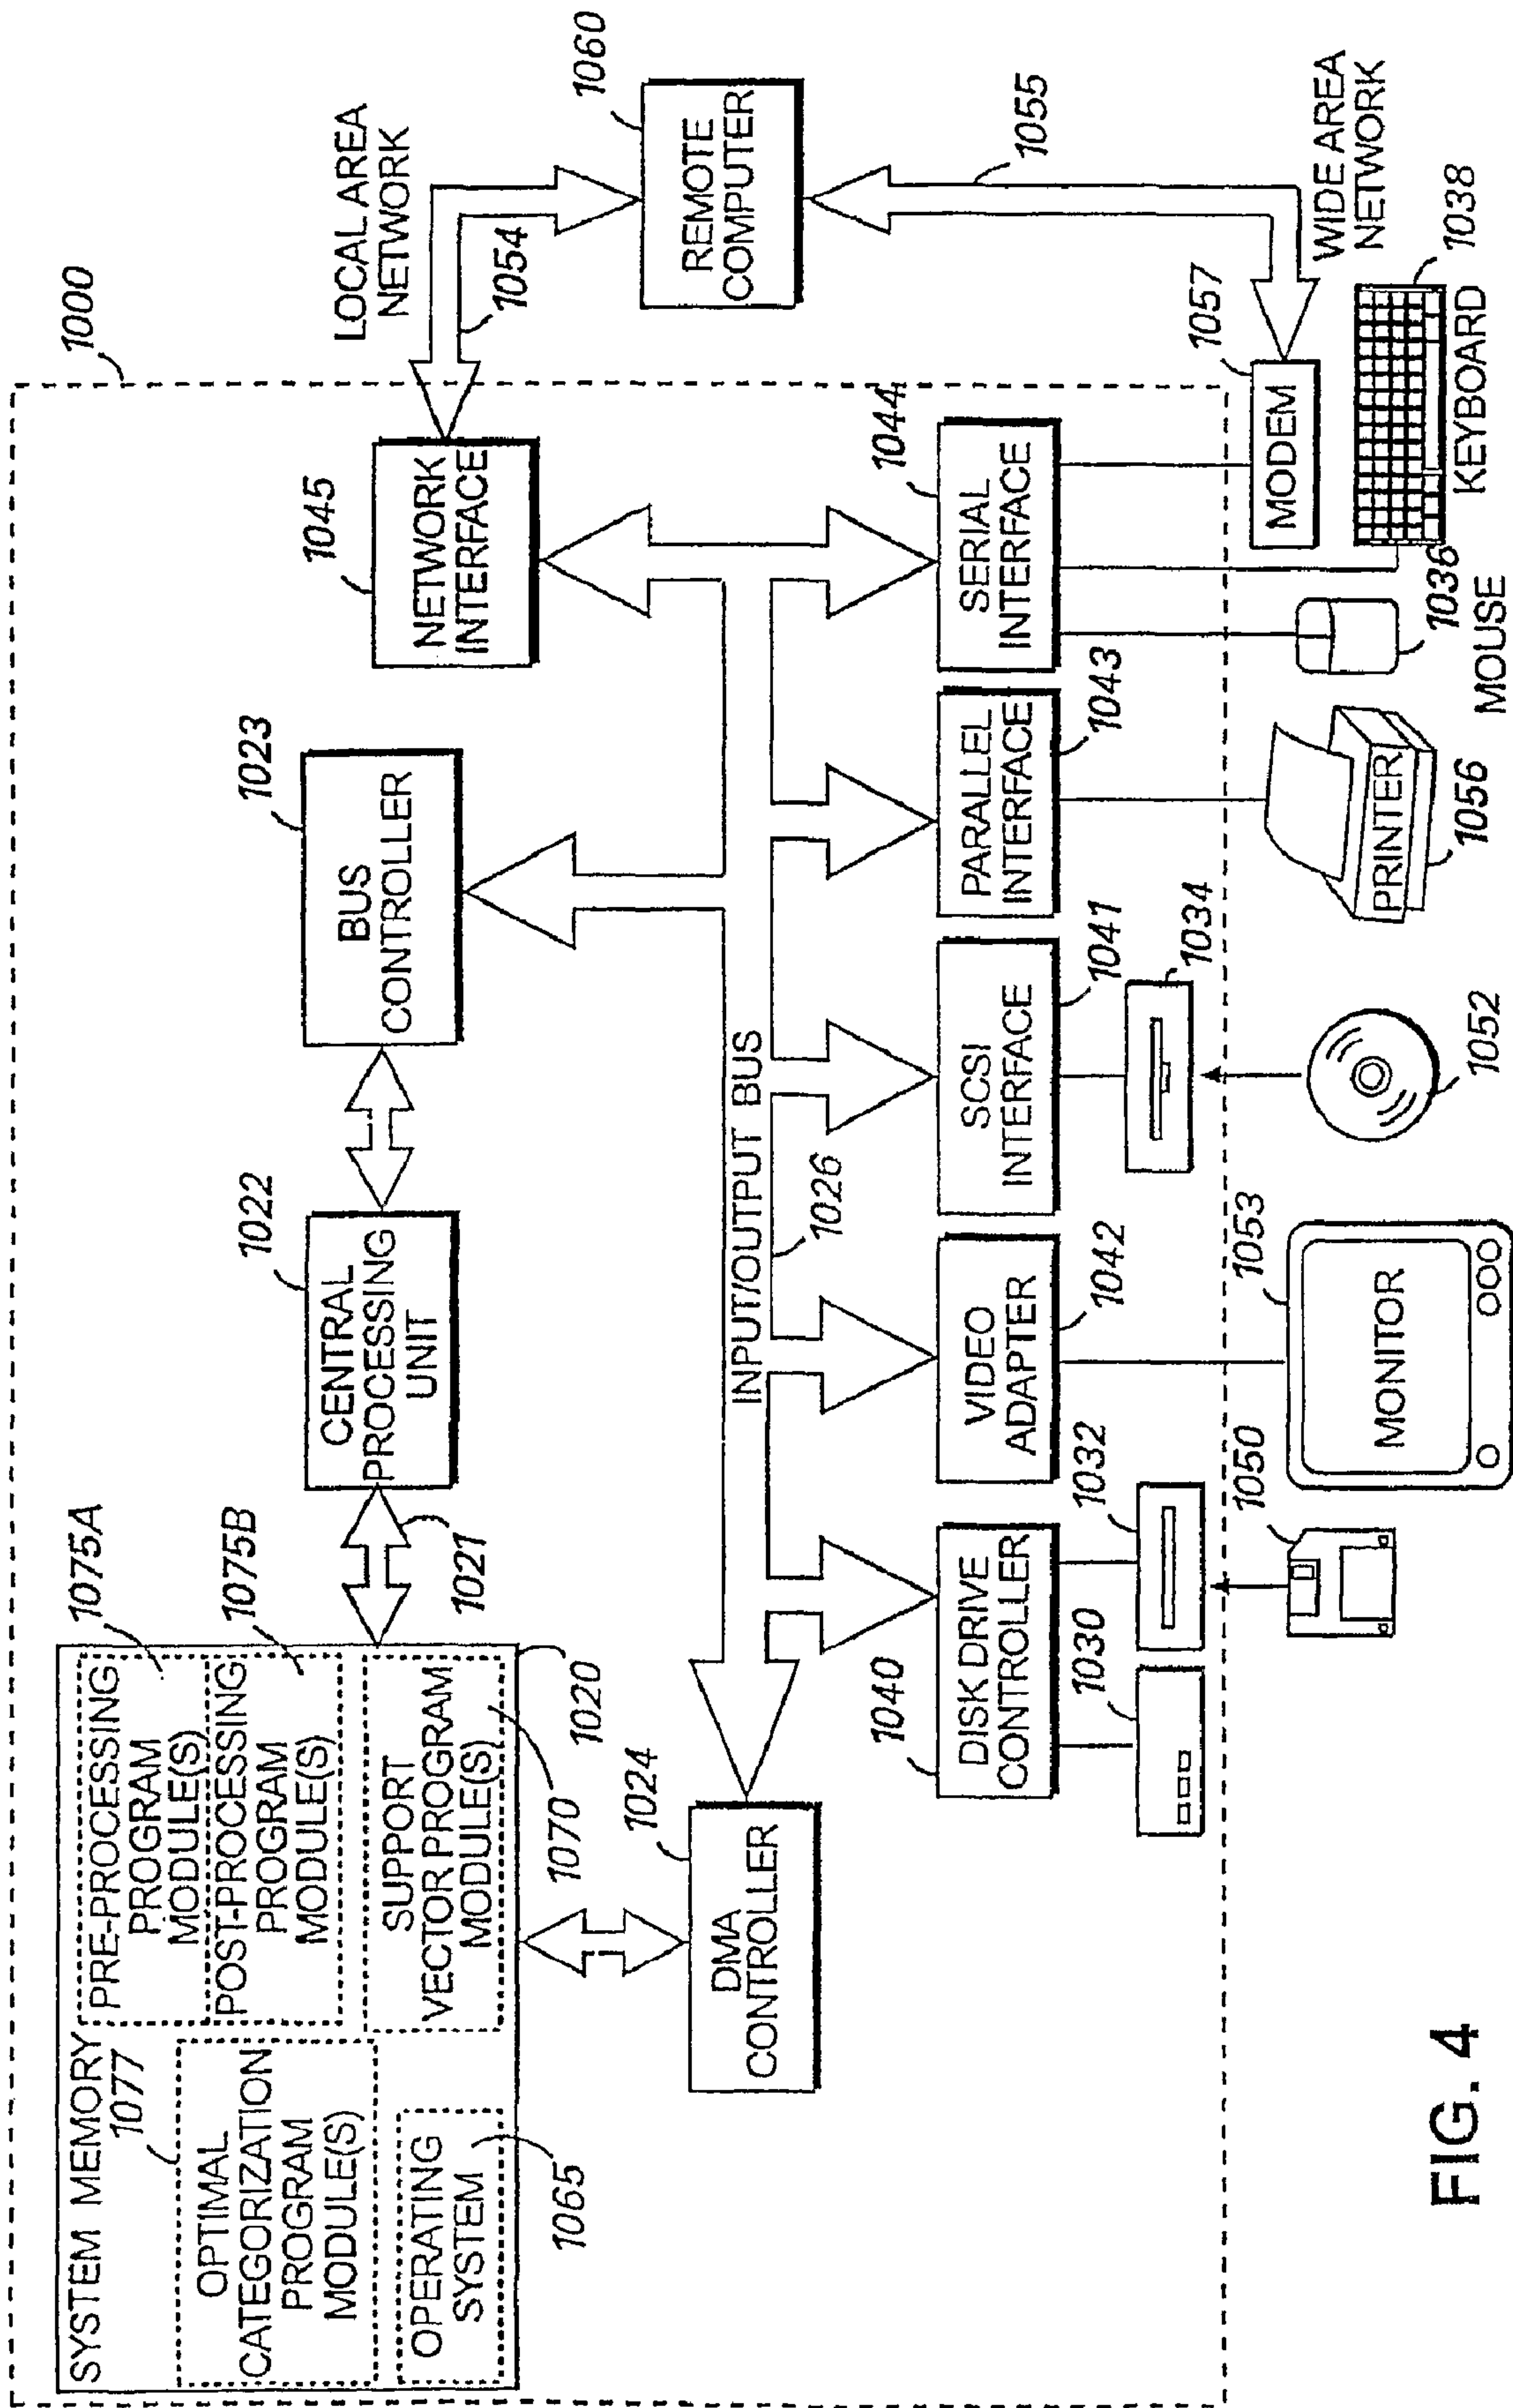 1000
SYSTEM MEMORY
1077
OPTIMAL
CATEGORIZATION
PROGRAM
MODULE(S)
OPERATING
SYSTEM
1065
PRE-PROCESSING
PROGRAM
MODULE(S)
1075A
POST-PROCESSING
PROGRAM
MODULE(S)
1075B
SUPPORT
VECTOR PROGRAM
MODULE(S)
1070
1020
1021
CENTRAL
PROCESSING
UNIT
1022
BUS
CONTROLLER
1023
NETWORK
INTERFACE
1045
LOCAL AREA
NETWORK
1054
DMA
CONTROLLER
1024
INPUT/OUTPUT BUS
1026
REMOTE
COMPUTER
1060
1055
DISK DRIVE
CONTROLLER
1040
VIDEO
ADAPTER
1042
SCSI
INTERFACE
1041
PARALLEL
INTERFACE
1043
SERIAL
INTERFACE
1044
1030
1032
1034
MODEM
1057
WIDE AREA
NETWORK
1050
MONITOR
1053
1052
PRINTER
1056
1036
MOUSE
1038
KEYBOARD
FIG. 4